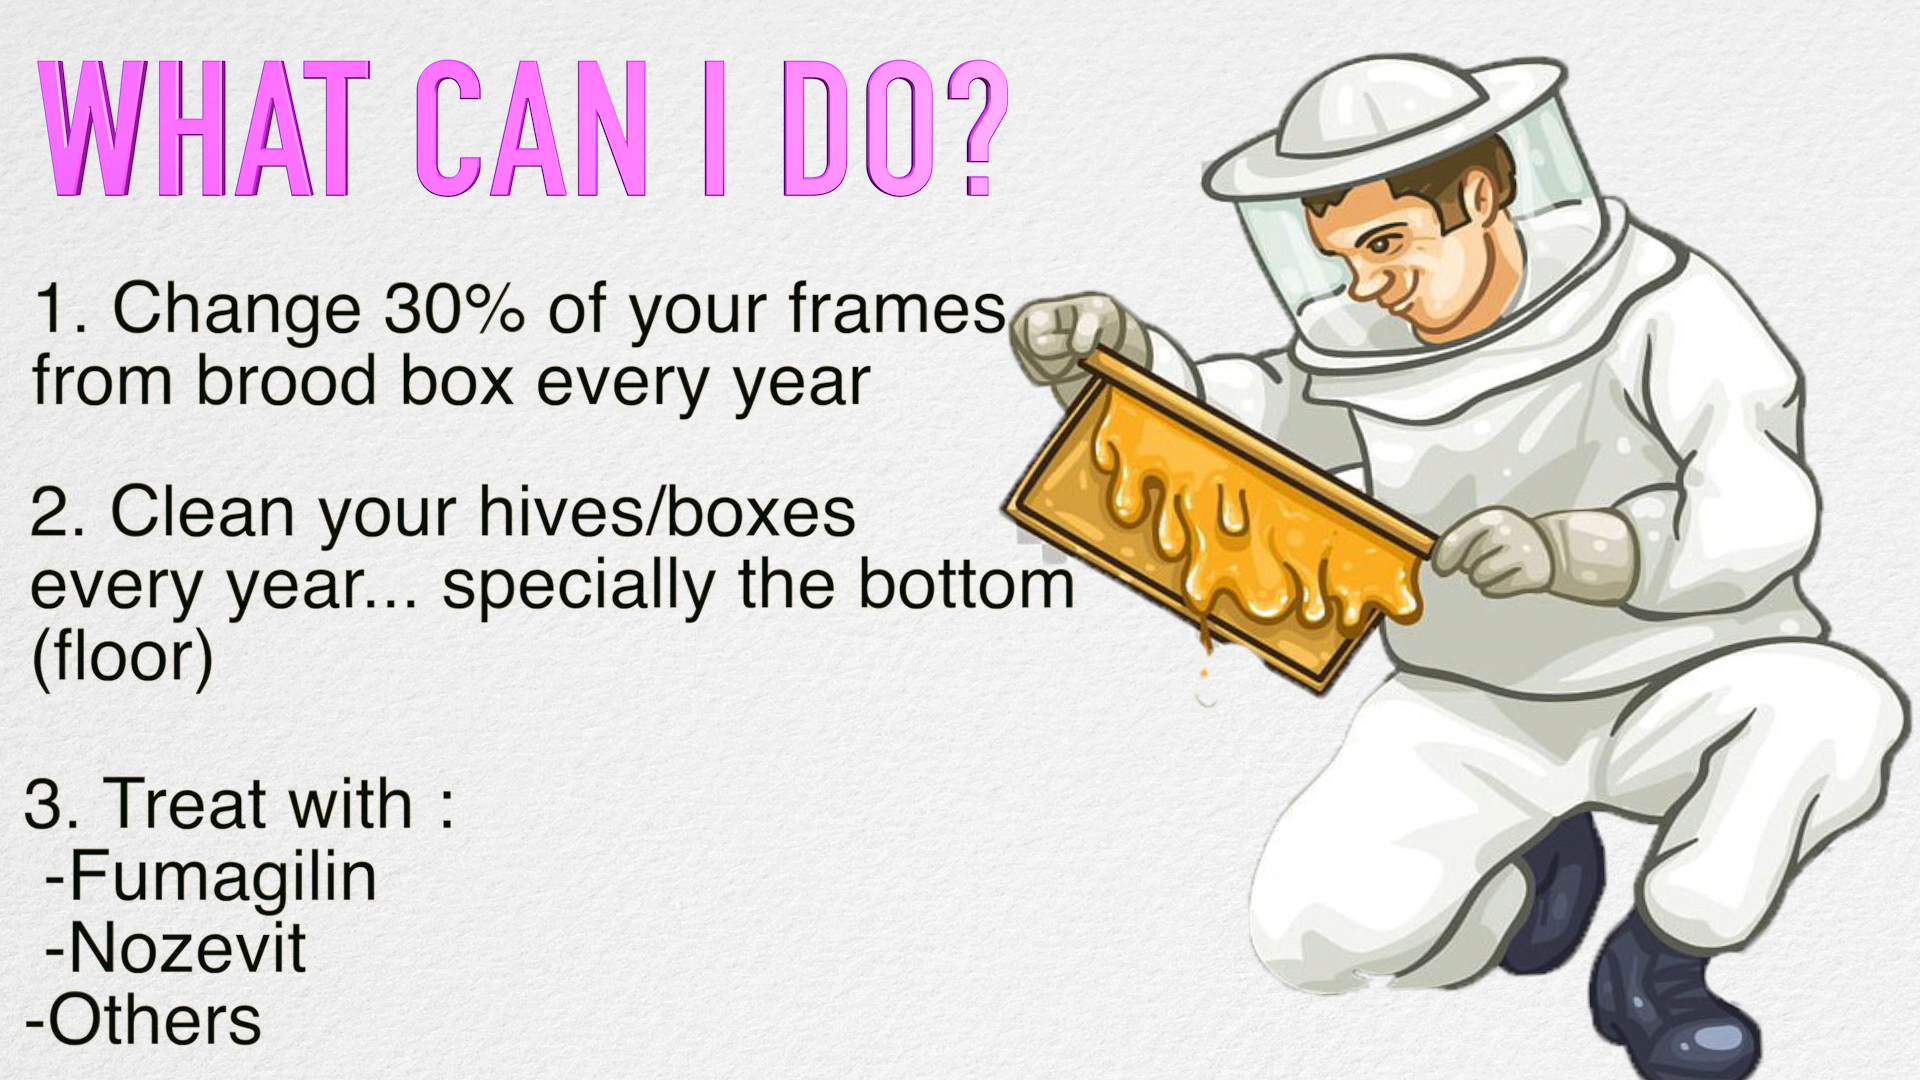 WHAT CAN I DO?
1. Change 30% of your frames
from brood box every year
2. Clean your hives/boxes
every year... specially the bottom
(floor)
3. Treat with :
-Fumagilin
-Nozevit
-Others